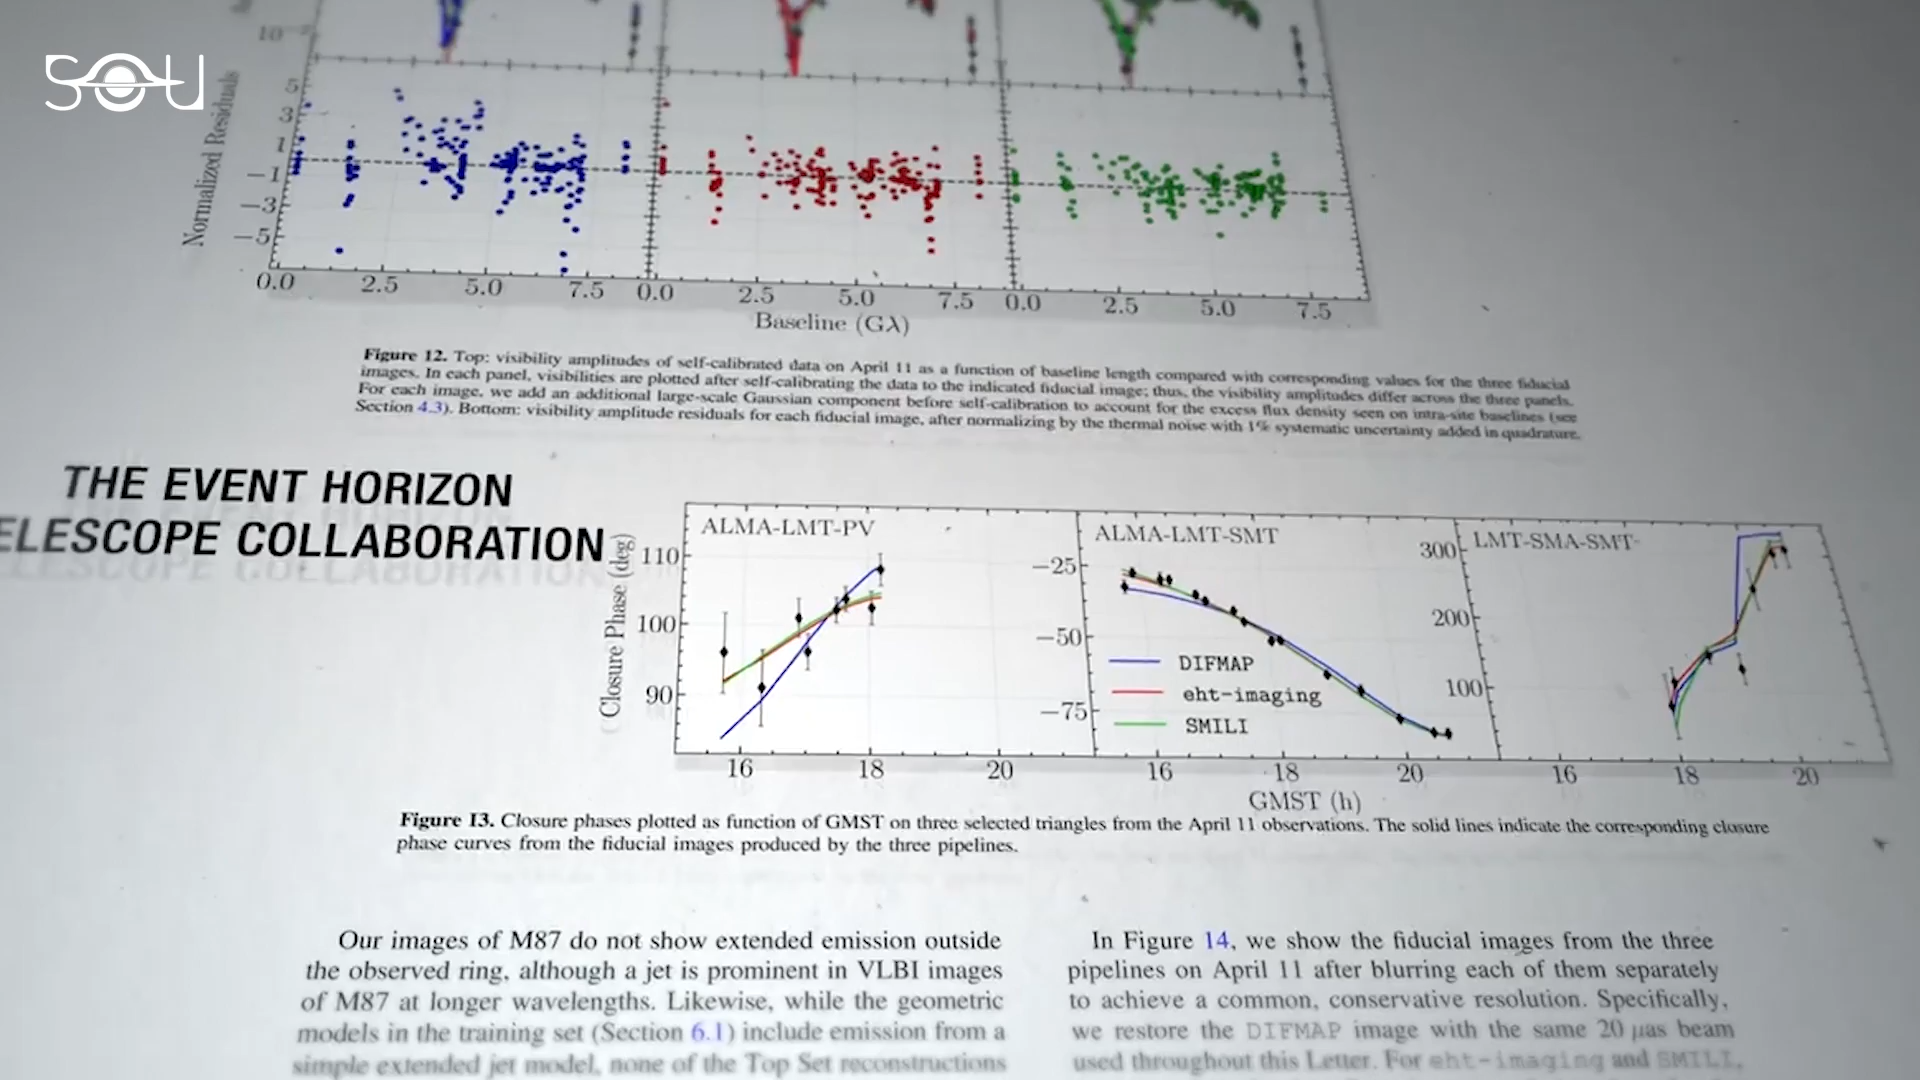 SOU
10
Normalized Residuals
5
3
1
−1
−3
−5
0.0 2.5 5.0 7.5 0.0 2.5 5.0 7.5 0.0 2.5 5.0 7.5
Baseline (Gλ)
Figure 12. Top: visibility amplitudes of self-calibrated data on April 11 as a function of baseline length compared with corresponding values for the three fiducial
images. In each panel, visibilities are plotted after self-calibrating the data to the indicated fiducial image; thus, the visibility amplitudes differ across the three panels.
For each image, we add an additional large-scale Gaussian component before self-calibration to account for the excess flux density seen on intra-site baselines (see
Section 4.3). Bottom: visibility amplitude residuals for each fiducial image, after normalizing by the thermal noise with 1% systematic uncertainty added in quadrature.
THE EVENT HORIZON
ELESCOPE COLLABORATION
Closure Phase (deg)
ALMA-LMT-PV
110
100
90
16 18 20
ALMA-LMT-SMT
−25
−50
−75
DIFMAP
eht-imaging
SMILI
16 18 20
LMT-SMA-SMT
300
200
100
16 18 20
GMST (h)
Figure 13. Closure phases plotted as function of GMST on three selected triangles from the April 11 observations. The solid lines indicate the corresponding closure
phase curves from the fiducial images produced by the three pipelines.
Our images of M87 do not show extended emission outside
the observed ring, although a jet is prominent in VLBI images
of M87 at longer wavelengths. Likewise, while the geometric
models in the training set (Section 6.1) include emission from a
simple extended jet model, none of the Top Set reconstructions
In Figure 14, we show the fiducial images from the three
pipelines on April 11 after blurring each of them separately
to achieve a common, conservative resolution. Specifically,
we restore the DIFMAP image with the same 20 μas beam
used throughout this Letter. For eht-imaging and SMILI,